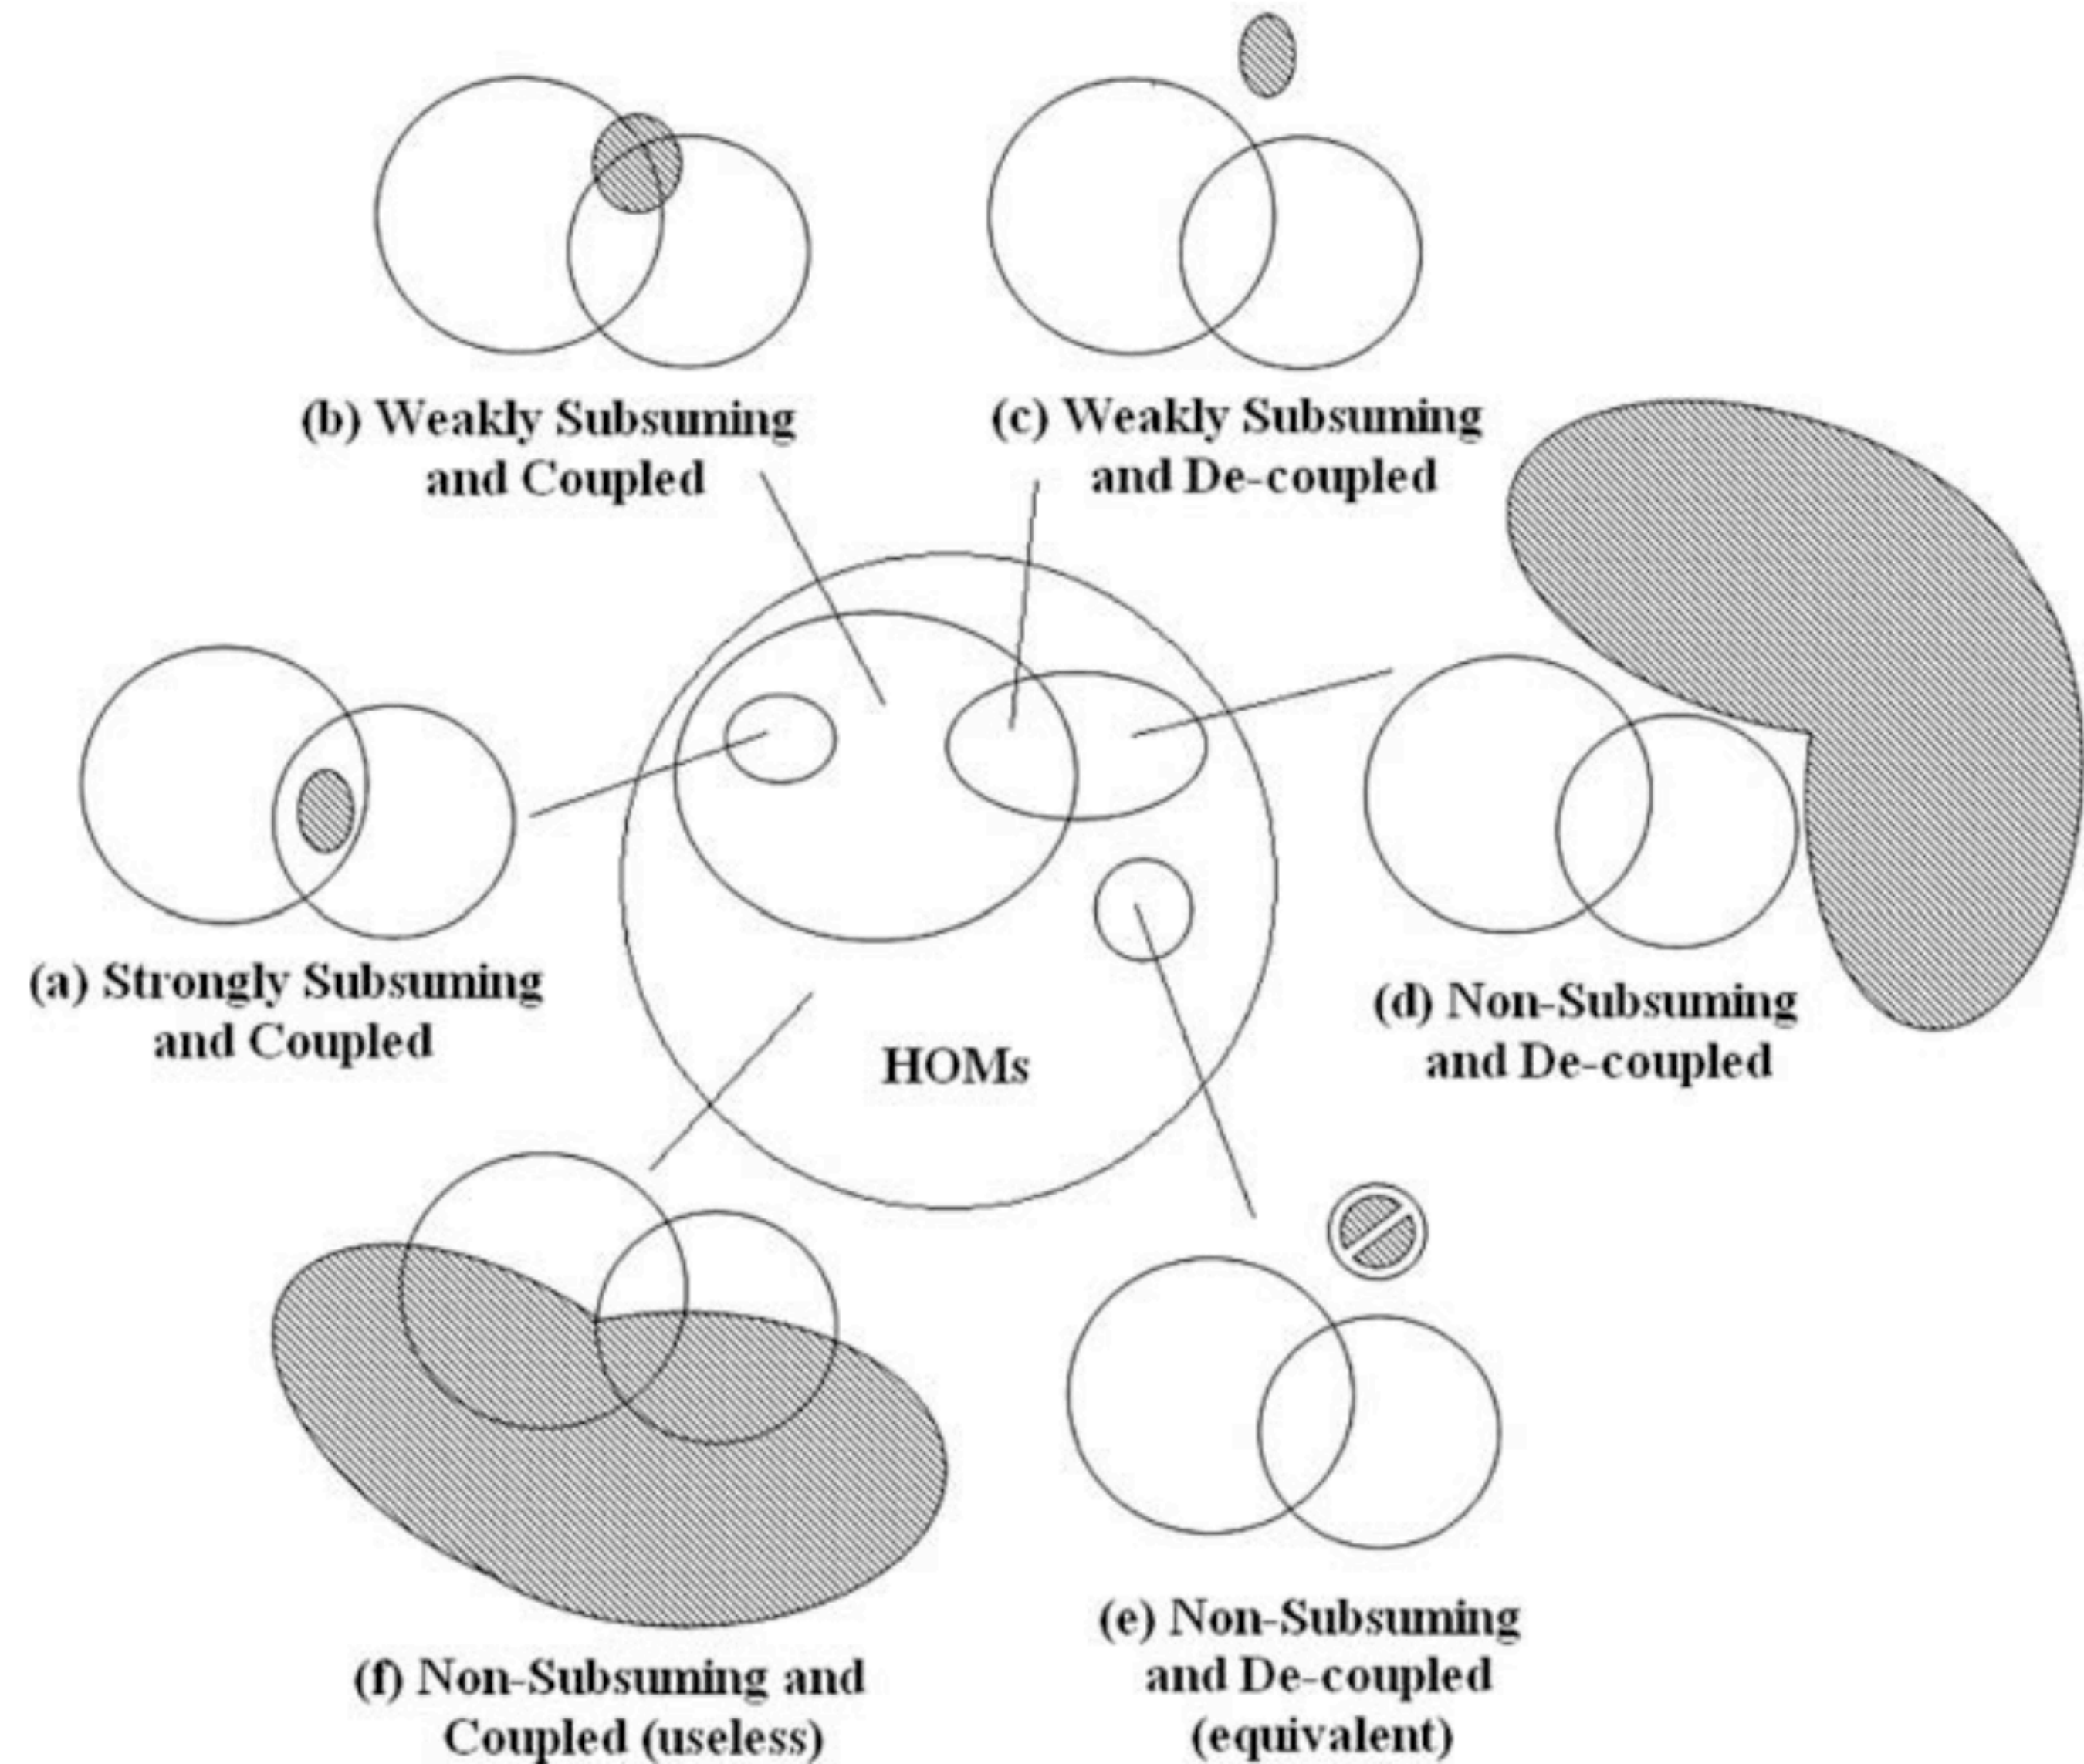 (b) Weakly Subsuming
and Coupled
(c) Weakly Subsuming
and De-coupled
(a) Strongly Subsuming
and Coupled
HOMs
(d) Non-Subsuming
and De-coupled
(f) Non-Subsuming and
Coupled (useless)
(e) Non-Subsuming
and De-coupled
(equivalent)